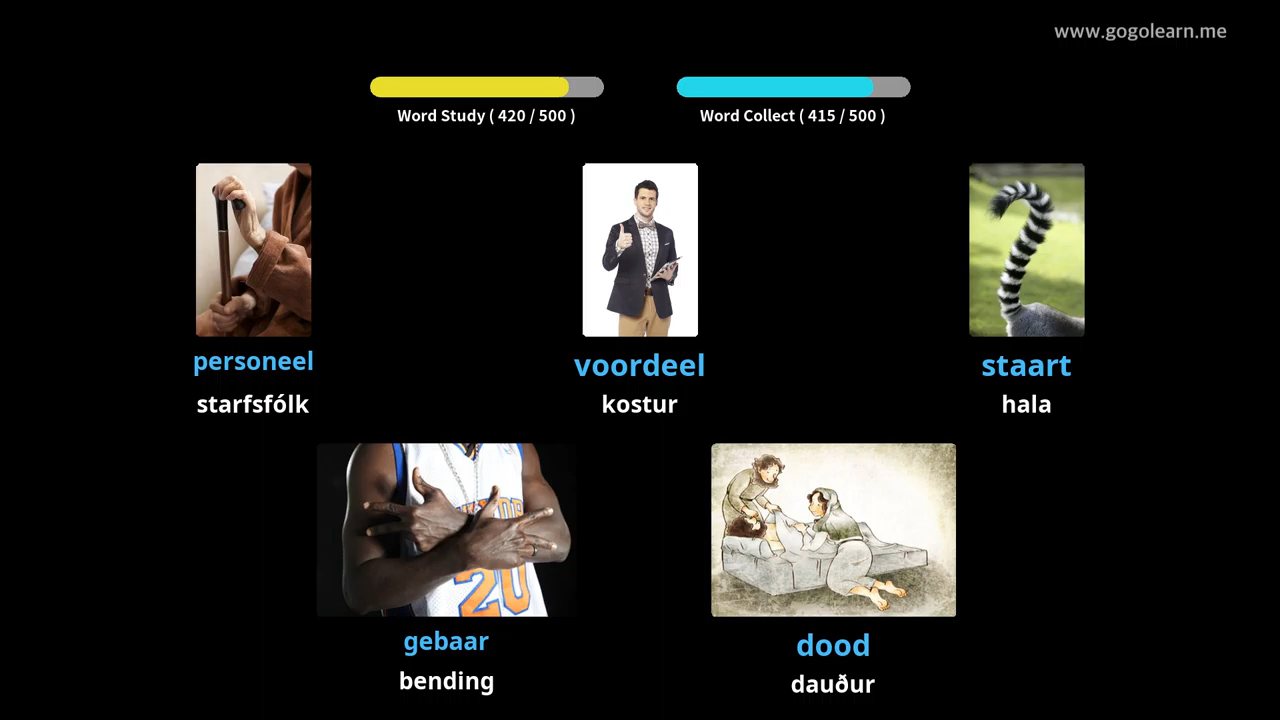 www.gogolearn.me
Word Study ( 420 / 500 )
Word Collect ( 415 / 500 )
personeel
starfsfólk
voordeel
kostur
staart
hala
20
gebaar
bending
dood
dauður